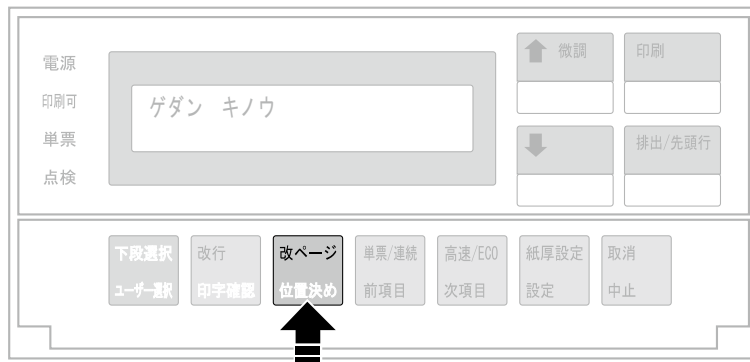 電源
印刷可
単票
点検
ゲダン キノウ
微調
印刷
排出/先頭行
下段選択
ユーザー選択
改行
印字確認
改ページ
位置決め
単票/連続
前項目
高速/ECO
次項目
紙厚設定
設定
取消
中止